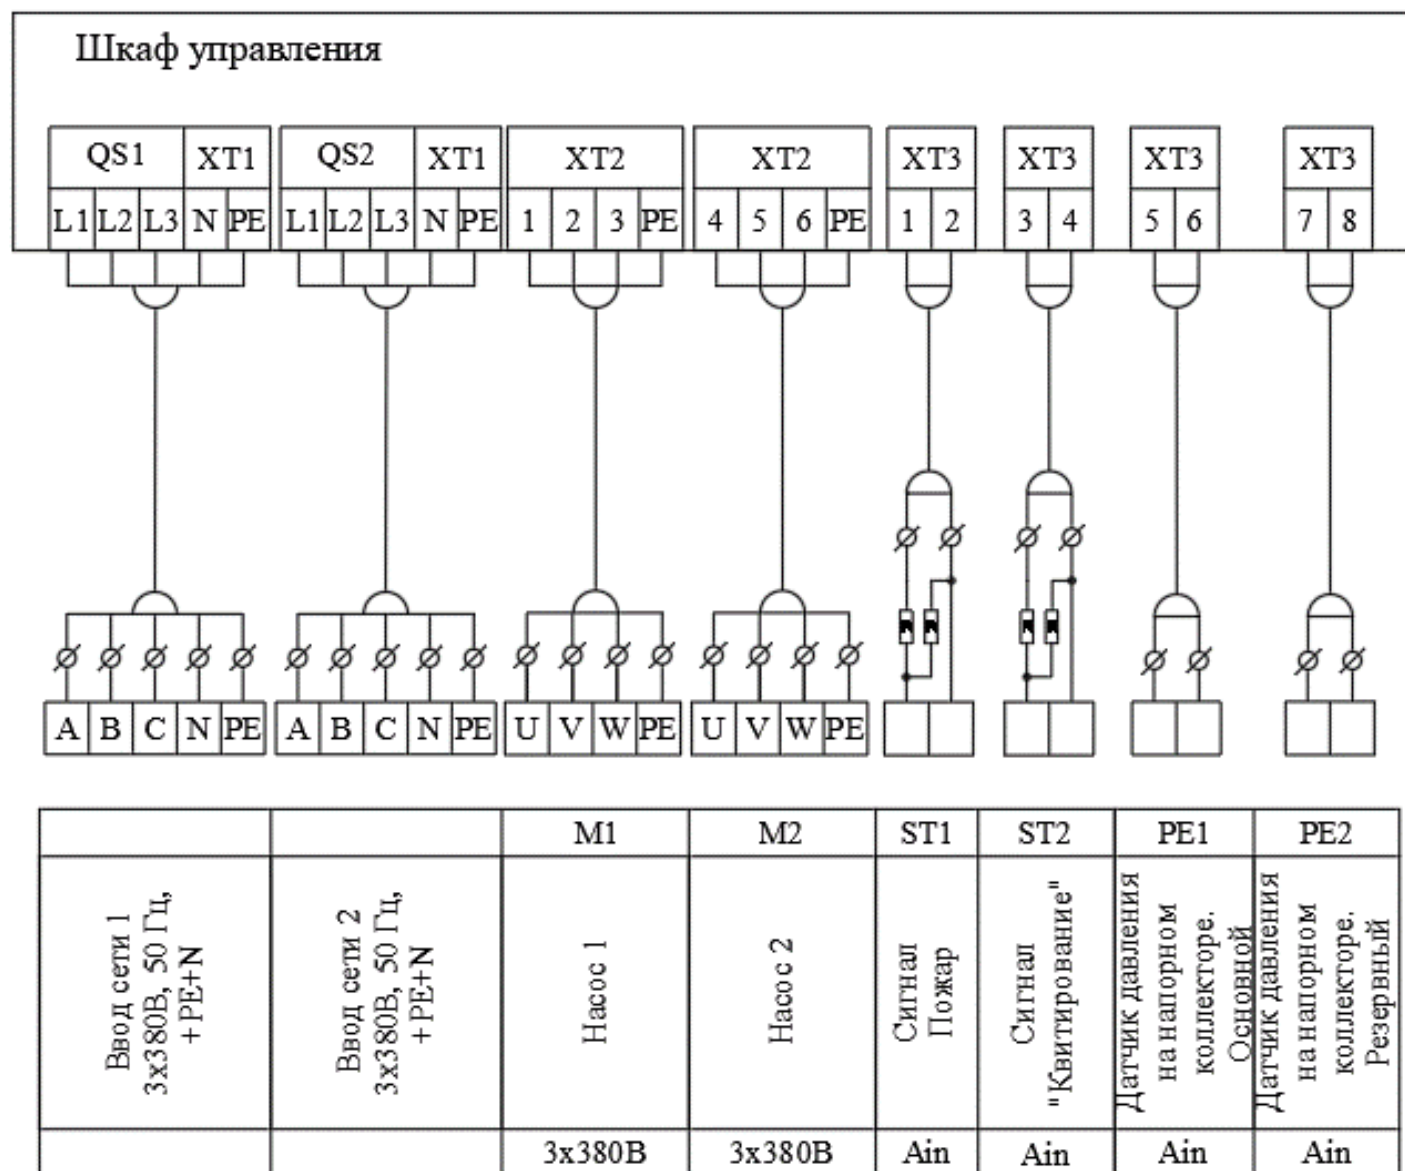 Шкаф управления
QS1 XT1 QS2 XT1 XT2 XT2 XT3 XT3 XT3 XT3
L1 L2 L3 N PE L1 L2 L3 N PE 1 2 3 PE 4 5 6 PE 1 2 3 4 5 6 7 8
A B C N PE A B C N PE U V W PE U V W PE
M1 M2 ST1 ST2 PE1 PE2
Ввод сети 1
3х380В, 50 Гц,
+PE+N
Ввод сети 2
3х380В, 50 Гц,
+PE+N
Насос 1
Насос 2
Сигнал
Пожар
Сигнал
"Квитирование"
Датчик давления
на напорном
коллекторе.
Основной
Датчик давления
на напорном
коллекторе.
Резервный
3х380В 3х380В Ain Ain Ain Ain